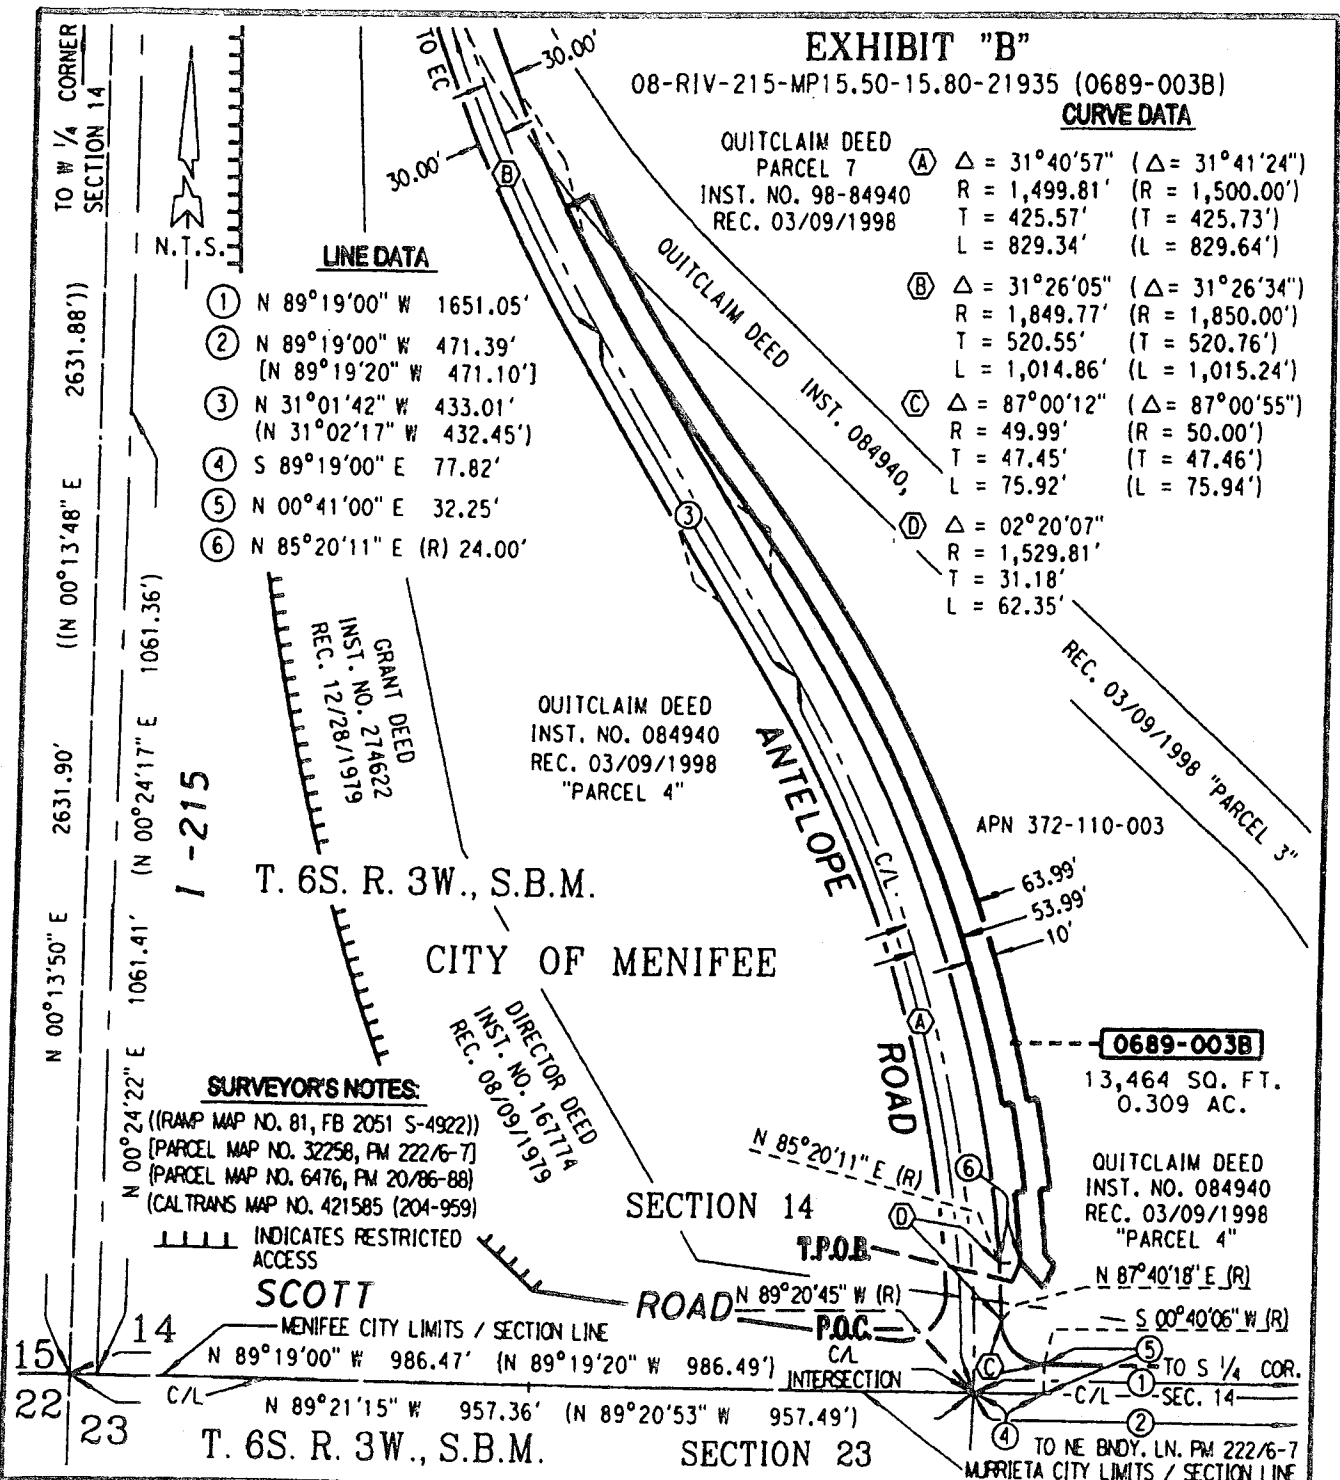 EXHIBIT "B"
08-RIV-215-MP15.50-15.80-21935 (0689-003B)
CURVE DATA
QUITCLAIM DEED
PARCEL 7
INST. NO. 98-84940
REC. 03/09/1998
A Δ = 31°40'57" (Δ= 31°41'24")
R = 1,499.81' (R = 1,500.00')
T = 425.57' (T = 425.73')
L = 829.34' (L = 829.64')
B Δ = 31°26'05" (Δ= 31°26'34")
R = 1,849.77' (R = 1,850.00')
T = 520.55' (T = 520.76')
L = 1,014.86' (L = 1,015.24')
C Δ = 87°00'12" (Δ= 87°00'55")
R = 49.99' (R = 50.00')
T = 47.45' (T = 47.46')
L = 75.92' (L = 75.94')
D Δ = 02°20'07"
R = 1,529.81'
T = 31.18'
L = 62.35'
TO W 1/4 CORNER
SECTION 14
N.T.S.
TO EC
30.00'
30.00'
B
LINE DATA
1 N 89°19'00" W 1651.05'
2 N 89°19'00" W 471.39'
[N 89°19'20" W 471.10']
3 N 31°01'42" W 433.01'
(N 31°02'17" W 432.45')
4 S 89°19'00" E 77.82'
5 N 00°41'00" E 32.25'
6 N 85°20'11" E (R) 24.00'
QUITCLAIM DEED INST. 084940,
REC. 03/09/1998 "PARCEL 3"
3
N 00°13'50" E 2631.90' ((N 00°13'48" E 2631.88'))
N 00°24'22" E 1061.41' (N 00°24'17" E 1061.36')
I-215
GRANT DEED
INST. NO. 274622
REC. 12/28/1979
QUITCLAIM DEED
INST. NO. 084940
REC. 03/09/1998
"PARCEL 4"
ANTELOPE
C/L
APN 372-110-003
63.99'
53.99'
10'
T. 6S. R. 3W., S.B.M.
CITY OF MENIFEE
A
ROAD
0689-003B
13,464 SQ. FT.
0.309 AC.
DIRECTOR DEED
INST. NO. 167774
REC. 08/09/1979
SURVEYOR'S NOTES:
((RAMP MAP NO. 81, FB 2051 S-4922))
[PARCEL MAP NO. 32258, PM 222/6-7]
{PARCEL MAP NO. 6476, PM 20/86-88}
(CALTRANS MAP NO. 421585 (204-959)
INDICATES RESTRICTED
ACCESS
N 85°20'11" E (R)
6
QUITCLAIM DEED
INST. NO. 084940
REC. 03/09/1998
"PARCEL 4"
SECTION 14
D
T.P.O.B.
N 87°40'18" E (R)
SCOTT
ROAD
N 89°20'45" W (R)
S 00°40'06" W (R)
P.O.C.
14
MENIFEE CITY LIMITS / SECTION LINE
C/L
INTERSECTION
C
5
15
N 89°19'00" W 986.47' {N 89°19'20" W 986.49'}
1
TO S 1/4 COR.
SEC. 14
C/L
22
C/L
N 89°21'15" W 957.36' (N 89°20'53" W 957.49')
2
4
23
T. 6S. R. 3W., S.B.M.
SECTION 23
TO NE BNDY. LN. PM 222/6-7
MURRIETA CITY LIMITS / SECTION LINE